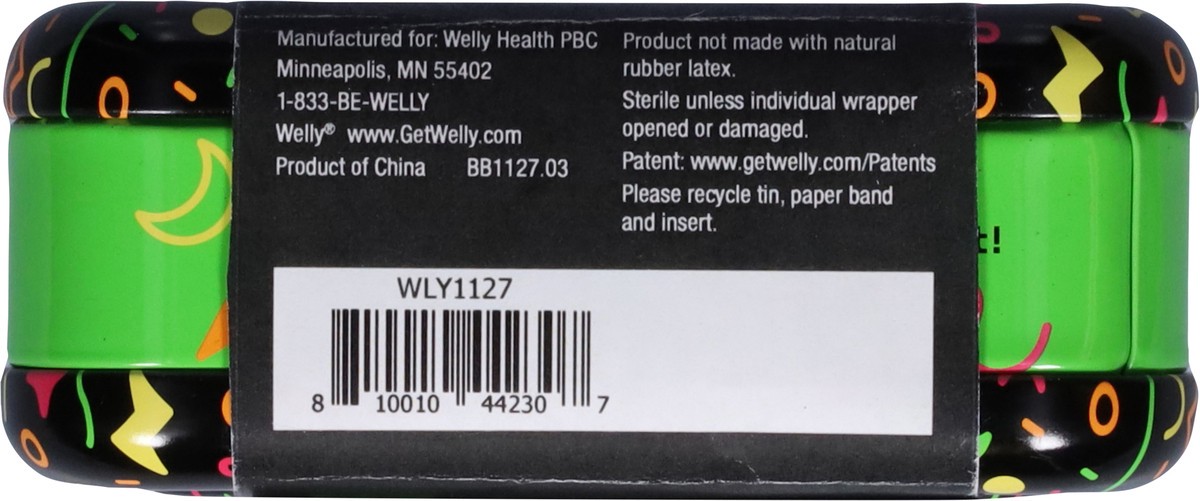 Manufactured for: Welly Health PBC
Minneapolis, MN 55402
1-833-BE-WELLY
Welly® www.GetWelly.com
Product of China BB1127.03
Product not made with natural
rubber latex.
Sterile unless individual wrapper
opened or damaged.
Patent: www.getwelly.com/Patents
Please recycle tin, paper band
and insert.
t!
WLY1127
8 10010 44230 7